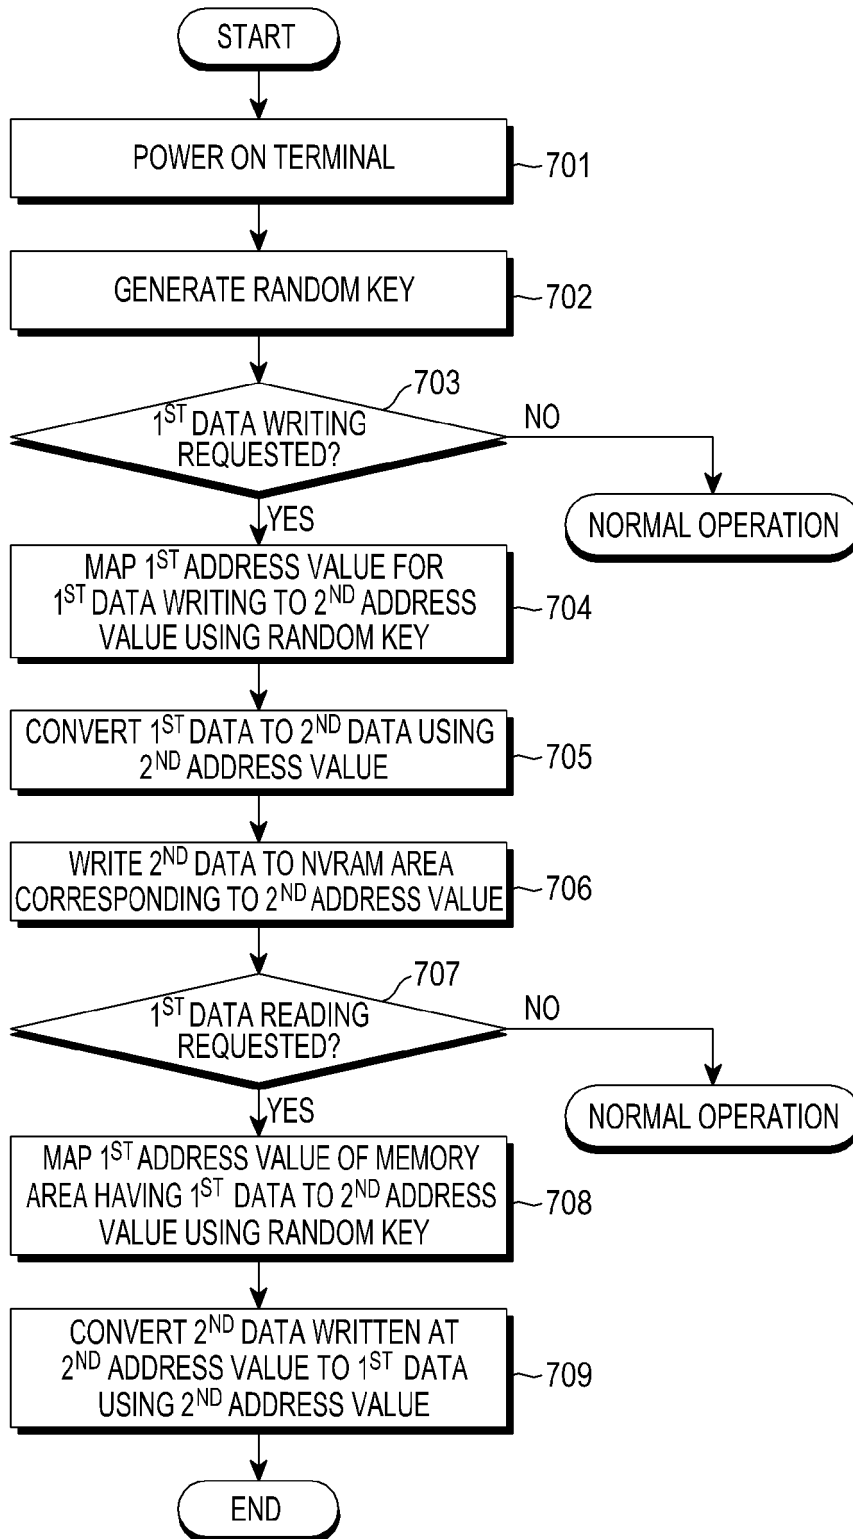 START
POWER ON TERMINAL
701
GENERATE RANDOM KEY
702
703
1ST DATA WRITING
REQUESTED?
NO
YES
NORMAL OPERATION
MAP 1ST ADDRESS VALUE FOR
1ST DATA WRITING TO 2ND ADDRESS
VALUE USING RANDOM KEY
704
CONVERT 1ST DATA TO 2ND DATA USING
2ND ADDRESS VALUE
705
WRITE 2ND DATA TO NVRAM AREA
CORRESPONDING TO 2ND ADDRESS VALUE
706
707
1ST DATA READING
REQUESTED?
NO
YES
NORMAL OPERATION
MAP 1ST ADDRESS VALUE OF MEMORY
AREA HAVING 1ST DATA TO 2ND ADDRESS
VALUE USING RANDOM KEY
708
CONVERT 2ND DATA WRITTEN AT
2ND ADDRESS VALUE TO 1ST DATA
USING 2ND ADDRESS VALUE
709
END